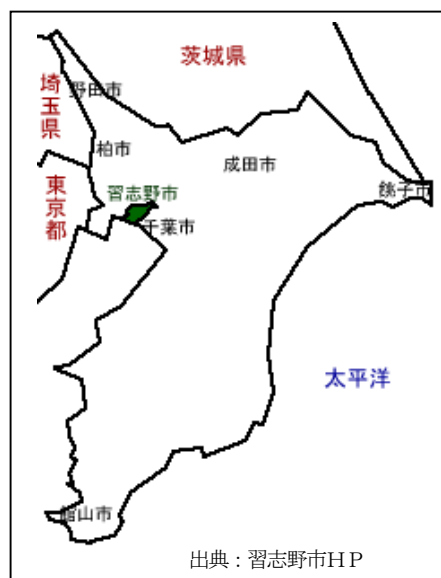 茨城県
埼玉県
野田市
柏市
成田市
東京都
習志野市
銚子市
千葉市
太平洋
館山市
出典：習志野市ＨＰ